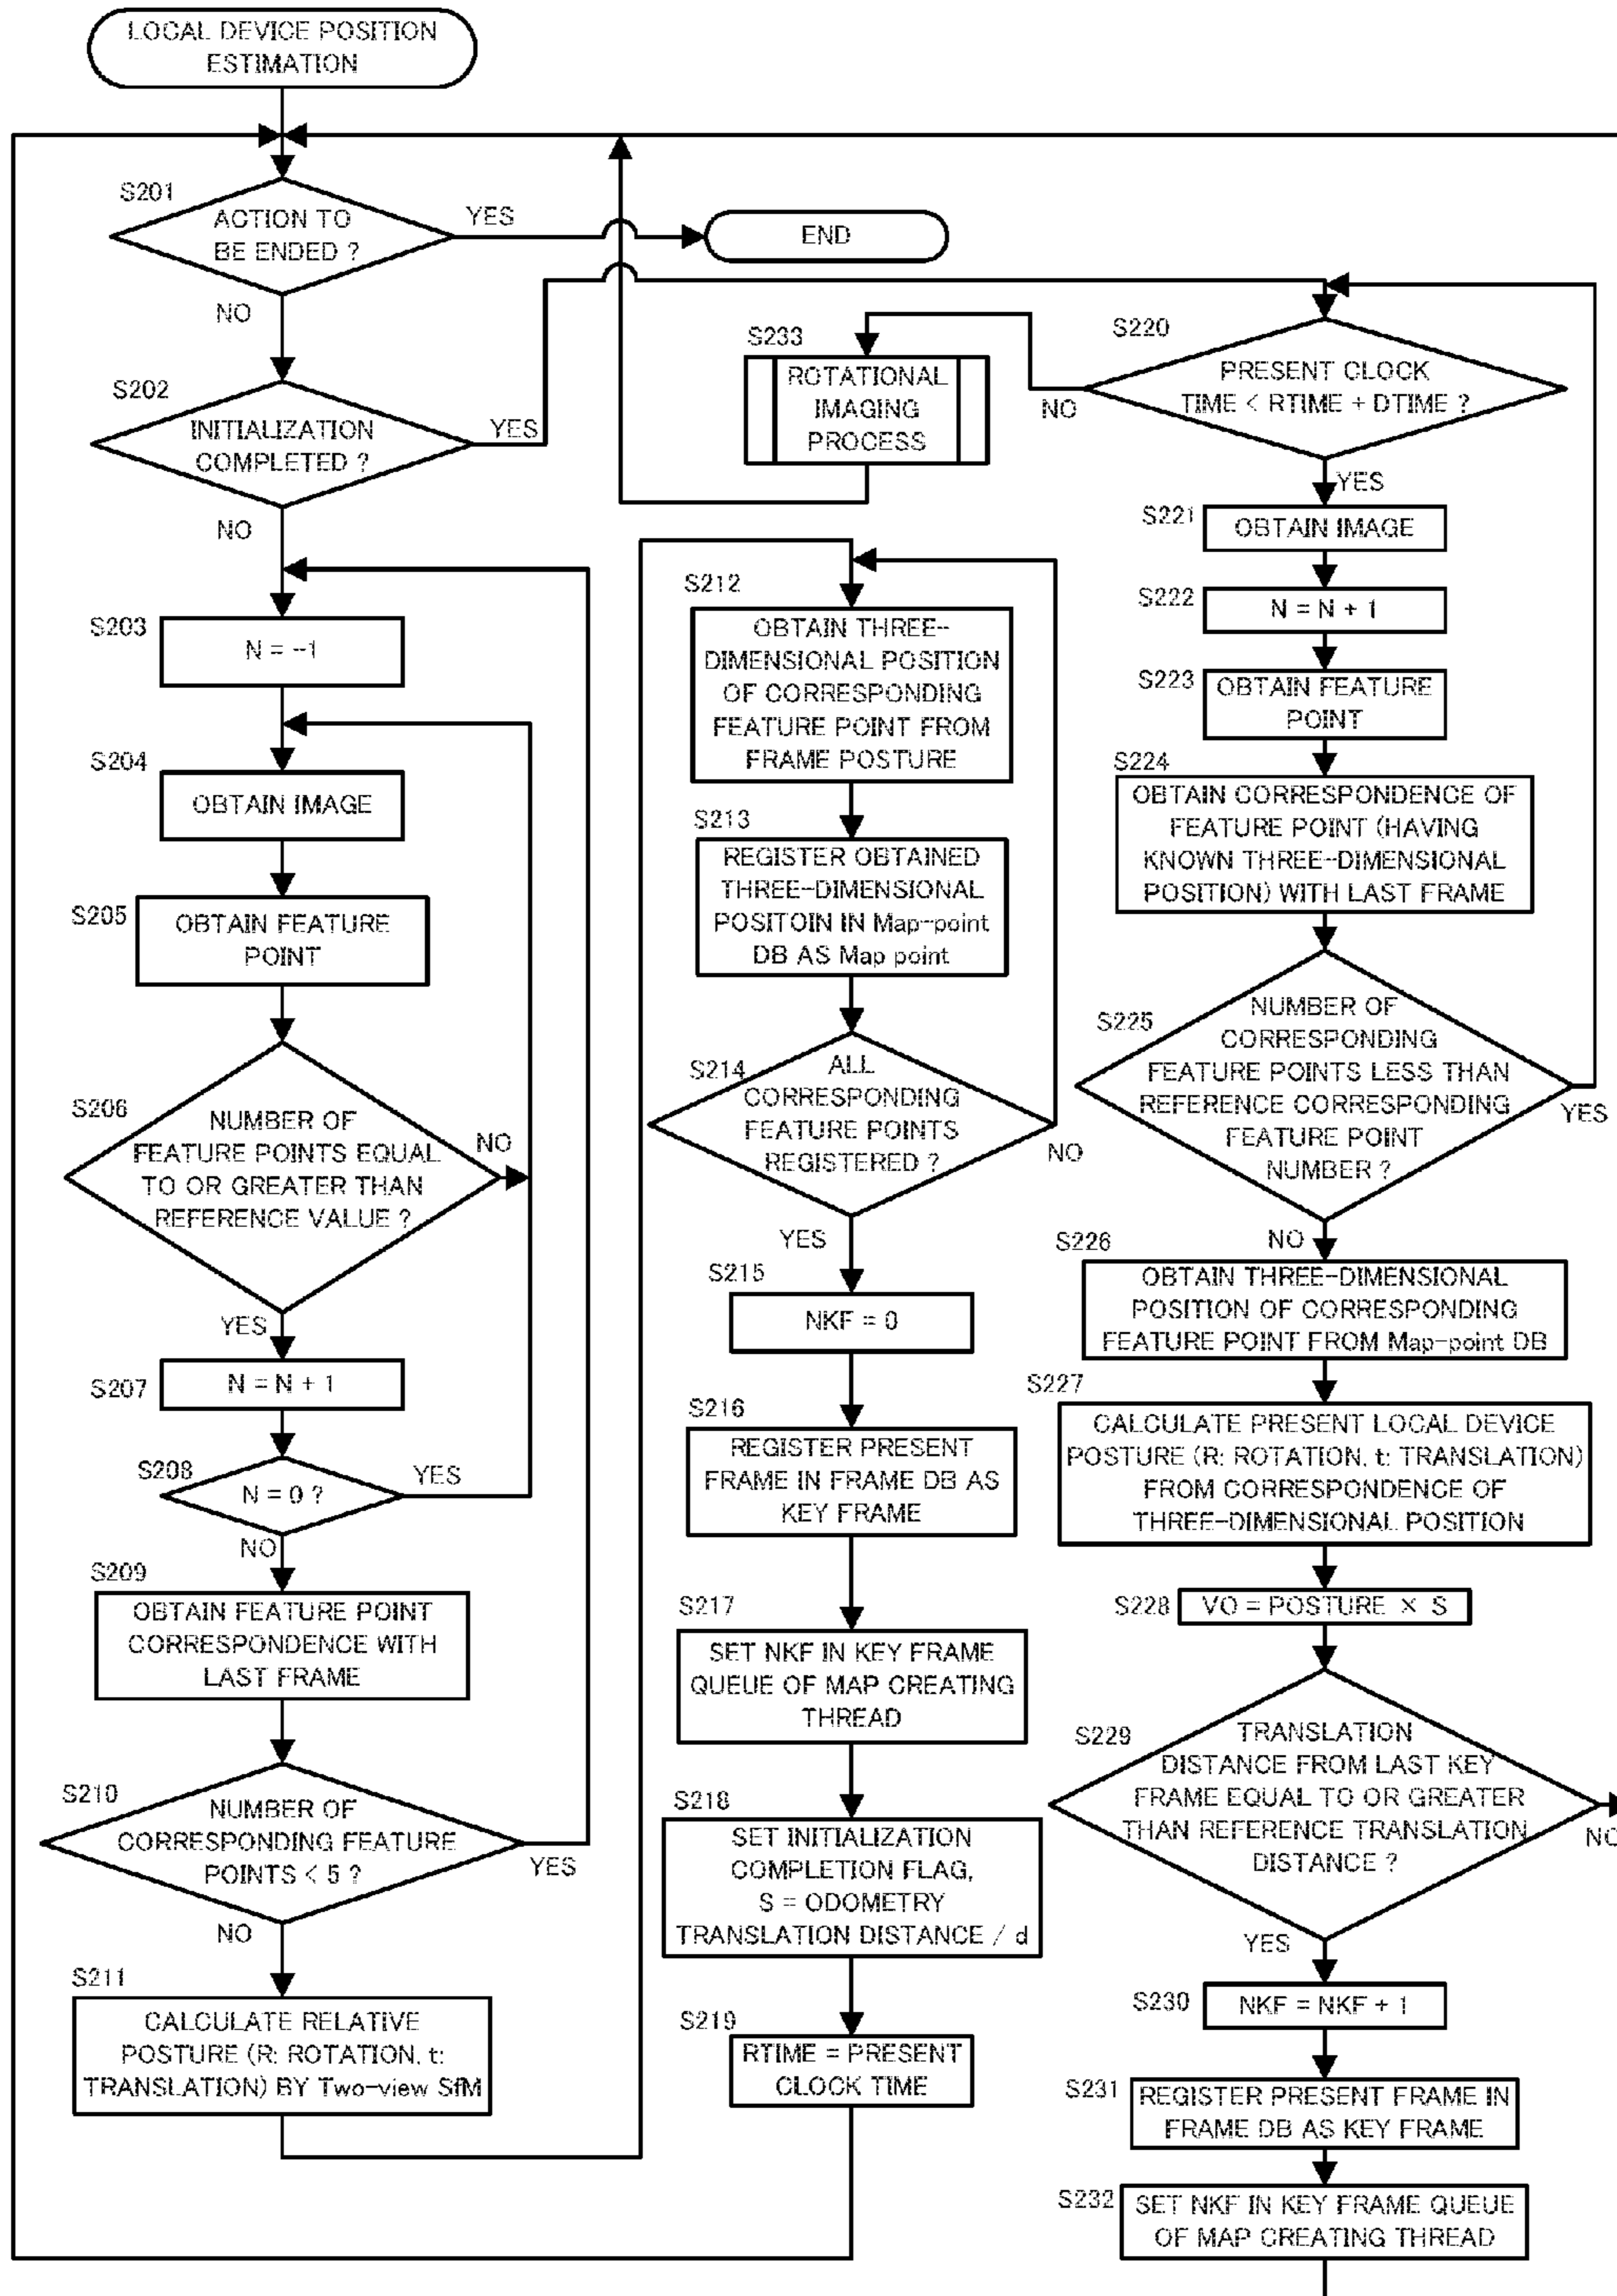 LOCAL DEVICE POSITION
ESTIMATION
S201
ACTION TO
BE ENDED ?
YES
END
NO
S202
INITIALIZATION
COMPLETED ?
YES
NO
S203
N = -1
S204
OBTAIN IMAGE
S205
OBTAIN FEATURE
POINT
S206
NUMBER OF
FEATURE POINTS EQUAL
TO OR GREATER THAN
REFERENCE VALUE ?
NO
YES
S207
N = N + 1
S208
N = 0 ?
YES
NO
S209
OBTAIN FEATURE POINT
CORRESPONDENCE WITH
LAST FRAME
S210
NUMBER OF
CORRESPONDING FEATURE
POINTS < 5 ?
YES
NO
S211
CALCULATE RELATIVE
POSTURE (R: ROTATION, t:
TRANSLATION) BY Two-view SfM
S212
OBTAIN THREE-
DIMENSIONAL POSITION
OF CORRESPONDING
FEATURE POINT FROM
FRAME POSTURE
S213
REGISTER OBTAINED
THREE-DIMENSIONAL
POSITOIN IN Map-point
DB AS Map point
S214
ALL
CORRESPONDING
FEATURE POINTS
REGISTERED ?
NO
YES
S215
NKF = 0
S216
REGISTER PRESENT
FRAME IN FRAME DB AS
KEY FRAME
S217
SET NKF IN KEY FRAME
QUEUE OF MAP CREATING
THREAD
S218
SET INITIALIZATION
COMPLETION FLAG,
S = ODOMETRY
TRANSLATION DISTANCE / d
S219
RTIME = PRESENT
CLOCK TIME
S233
ROTATIONAL
IMAGING
PROCESS
S220
PRESENT CLOCK
TIME < RTIME + DTIME ?
NO
YES
S221
OBTAIN IMAGE
S222
N = N + 1
S223
OBTAIN FEATURE
POINT
S224
OBTAIN CORRESPONDENCE OF
FEATURE POINT (HAVING
KNOWN THREE-DIMENSIONAL
POSITION) WITH LAST FRAME
S225
NUMBER OF
CORRESPONDING
FEATURE POINTS LESS THAN
REFERENCE CORRESPONDING
FEATURE POINT
NUMBER ?
YES
NO
S226
OBTAIN THREE-DIMENSIONAL
POSITION OF CORRESPONDING
FEATURE POINT FROM Map-point DB
S227
CALCULATE PRESENT LOCAL DEVICE
POSTURE (R: ROTATION, t: TRANSLATION)
FROM CORRESPONDENCE OF
THREE-DIMENSIONAL POSITION
S228
VO = POSTURE × S
S229
TRANSLATION
DISTANCE FROM LAST KEY
FRAME EQUAL TO OR GREATER
THAN REFERENCE TRANSLATION
DISTANCE ?
NO
YES
S230
NKF = NKF + 1
S231
REGISTER PRESENT FRAME IN
FRAME DB AS KEY FRAME
S232
SET NKF IN KEY FRAME QUEUE
OF MAP CREATING THREAD